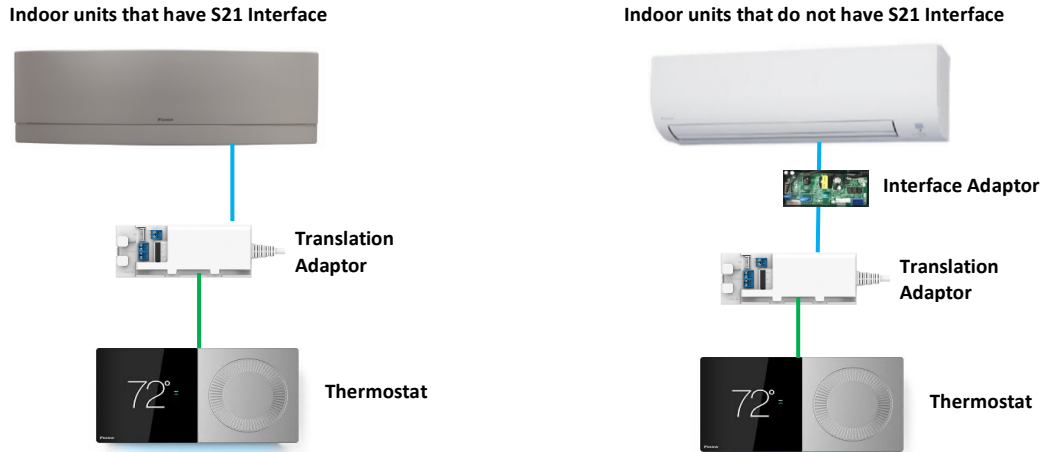 Indoor units that have S21 Interface
Indoor units that do not have S21 Interface
Translation
Adaptor
72°
Thermostat
Interface Adaptor
Translation
Adaptor
72°
Thermostat